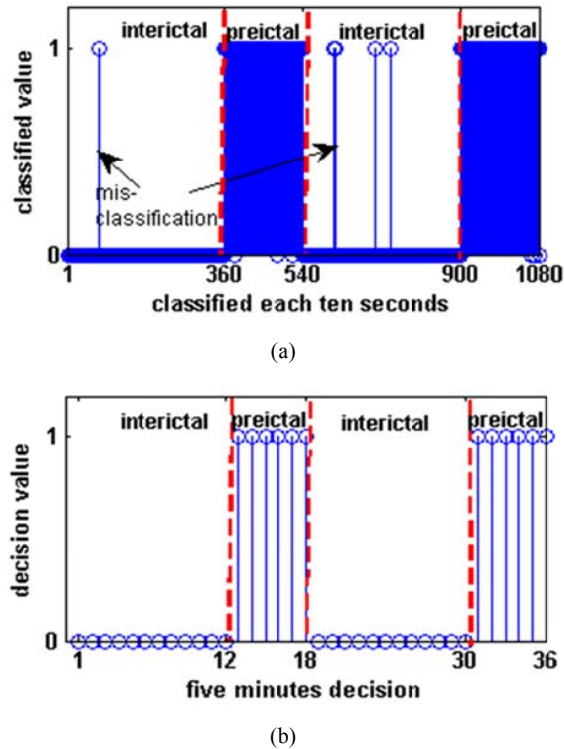 interictal preictal interictal preictal
1
classified value
mis-
classification
0
1 360 540 900 1080
classified each ten seconds
(a)
interictal preictal interictal preictal
1
decision value
0
1 12 18 30 36
five minutes decision
(b)